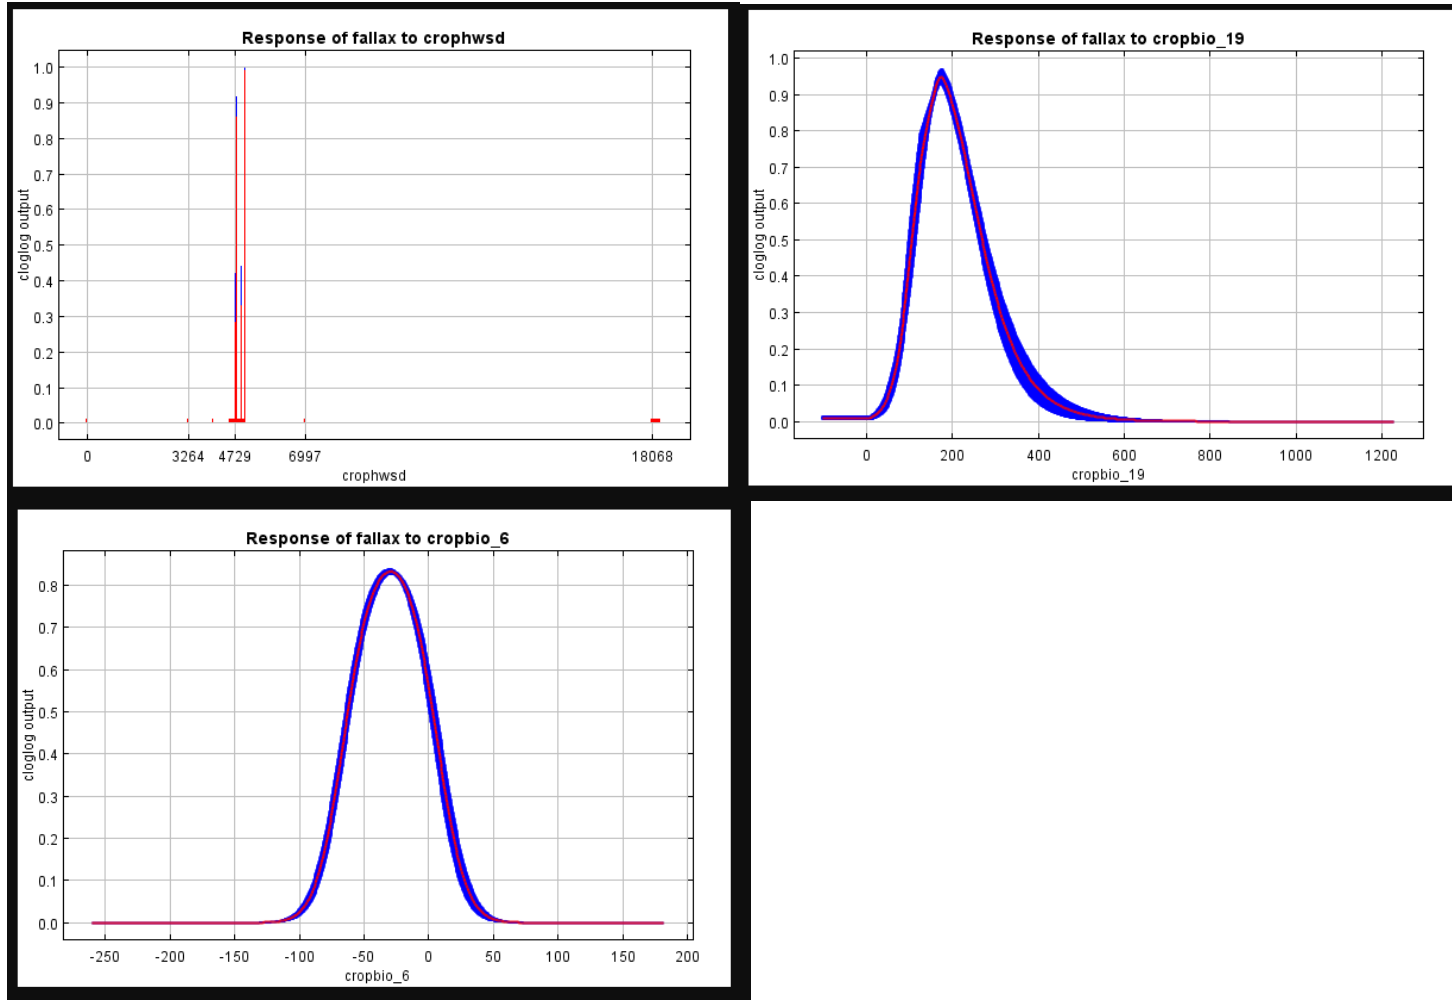 Response of fallax to crophwsd
cloglog output
1.0
0.9
0.8
0.7
0.6
0.5
0.4
0.3
0.2
0.1
0.0
0 3264 4729 6997 18068
crophwsd
Response of fallax to cropbio_19
cloglog output
1.0
0.9
0.8
0.7
0.6
0.5
0.4
0.3
0.2
0.1
0.0
0 200 400 600 800 1000 1200
cropbio_19
Response of fallax to cropbio_6
cloglog output
0.8
0.7
0.6
0.5
0.4
0.3
0.2
0.1
0.0
-250 -200 -150 -100 -50 0 50 100 150 200
cropbio_6